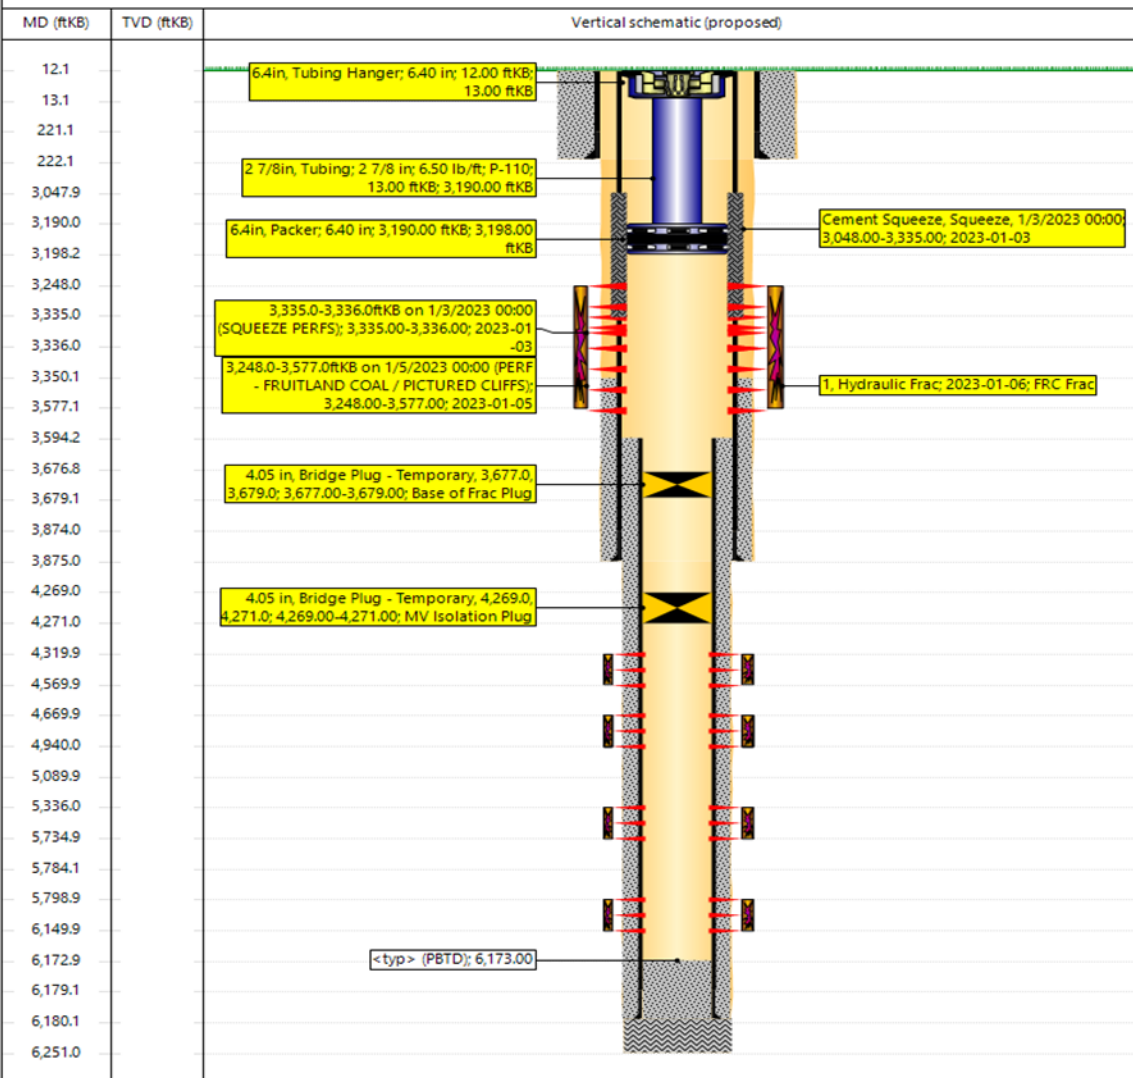 MD (ftKB) TVD (ftKB) Vertical schematic (proposed)
12.1
13.1
221.1
222.1
3,047.9
3,190.0
3,198.2
3,248.0
3,335.0
3,336.0
3,350.1
3,577.1
3,594.2
3,676.8
3,679.1
3,874.0
3,875.0
4,269.0
4,271.0
4,319.9
4,569.9
4,669.9
4,940.0
5,089.9
5,336.0
5,734.9
5,784.1
5,798.9
6,149.9
6,172.9
6,179.1
6,180.1
6,251.0
6.4in, Tubing Hanger; 6.40 in; 12.00 ftKB;
13.00 ftKB
2 7/8in, Tubing; 2 7/8 in; 6.50 lb/ft; P-110;
13.00 ftKB; 3,190.00 ftKB
6.4in, Packer; 6.40 in; 3,190.00 ftKB; 3,198.00
ftKB
Cement Squeeze, Squeeze, 1/3/2023 00:00;
3,048.00-3,335.00; 2023-01-03
3,335.0-3,336.0ftKB on 1/3/2023 00:00
(SQUEEZE PERFS); 3,335.00-3,336.00; 2023-01
-03
3,248.0-3,577.0ftKB on 1/5/2023 00:00 (PERF
- FRUITLAND COAL / PICTURED CLIFFS);
3,248.00-3,577.00; 2023-01-05
1, Hydraulic Frac; 2023-01-06; FRC Frac
4.05 in, Bridge Plug - Temporary, 3,677.0,
3,679.0; 3,677.00-3,679.00; Base of Frac Plug
4.05 in, Bridge Plug - Temporary, 4,269.0,
4,271.0; 4,269.00-4,271.00; MV Isolation Plug
<typ> (PBTD); 6,173.00